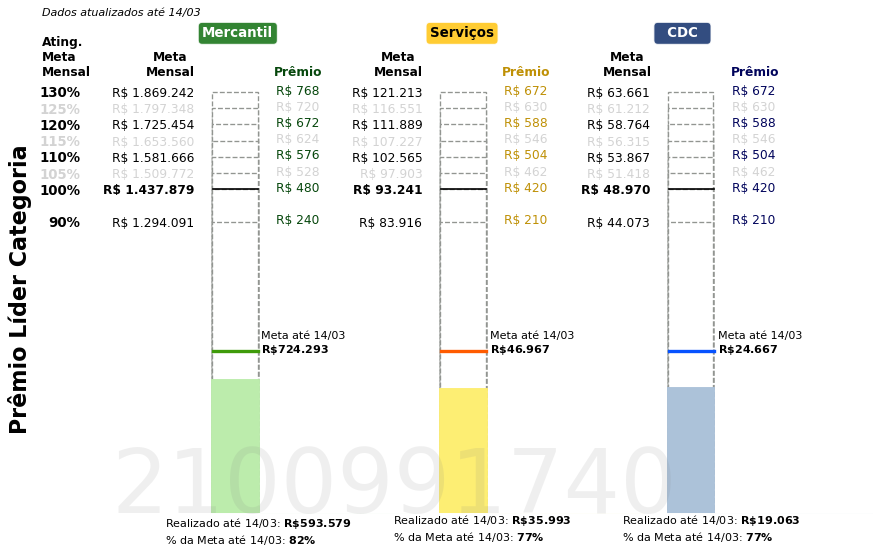 Dados atualizados até 14/03
Mercantil Serviços CDC
Ating.
Meta Meta Meta Meta
Mensal Mensal Prêmio Mensal Prêmio Mensal Prêmio
130% R$ 1.869.242 R$ 768 R$ 121.213 R$ 672 R$ 63.661 R$ 672
125% R$ 1.797.348 R$ 720 R$ 116.551 R$ 630 R$ 61.212 R$ 630
120% R$ 1.725.454 R$ 672 R$ 111.889 R$ 588 R$ 58.764 R$ 588
115% R$ 1.653.560 R$ 624 R$ 107.227 R$ 546 R$ 56.315 R$ 546
110% R$ 1.581.666 R$ 576 R$ 102.565 R$ 504 R$ 53.867 R$ 504
105% R$ 1.509.772 R$ 528 R$ 97.903 R$ 462 R$ 51.418 R$ 462
100% R$ 1.437.879 R$ 480 R$ 93.241 R$ 420 R$ 48.970 R$ 420
90% R$ 1.294.091 R$ 240 R$ 83.916 R$ 210 R$ 44.073 R$ 210
Prêmio Líder Categoria
Meta até 14/03 Meta até 14/03 Meta até 14/03
R$724.293 R$46.967 R$24.667
2100991740
Realizado até 14/03: R$593.579 Realizado até 14/03: R$35.993 Realizado até 14/03: R$19.063
% da Meta até 14/03: 82% % da Meta até 14/03: 77% % da Meta até 14/03: 77%